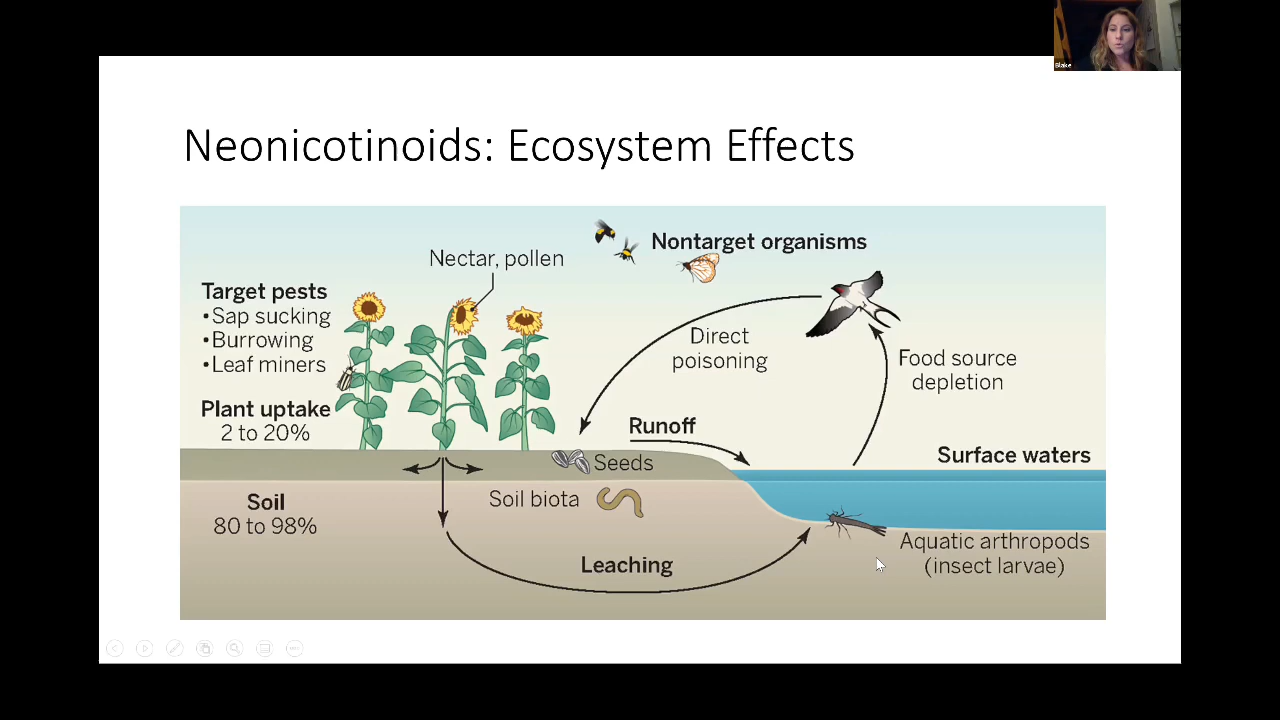 Blake
Neonicotinoids: Ecosystem Effects
Nontarget organisms
Nectar, pollen
Target pests
•Sap sucking
•Burrowing
•Leaf miners
Direct
poisoning
Food source
depletion
Plant uptake
2 to 20%
Runoff
Surface waters
Seeds
Soil
80 to 98%
Soil biota
Leaching
Aquatic arthropods
(insect larvae)